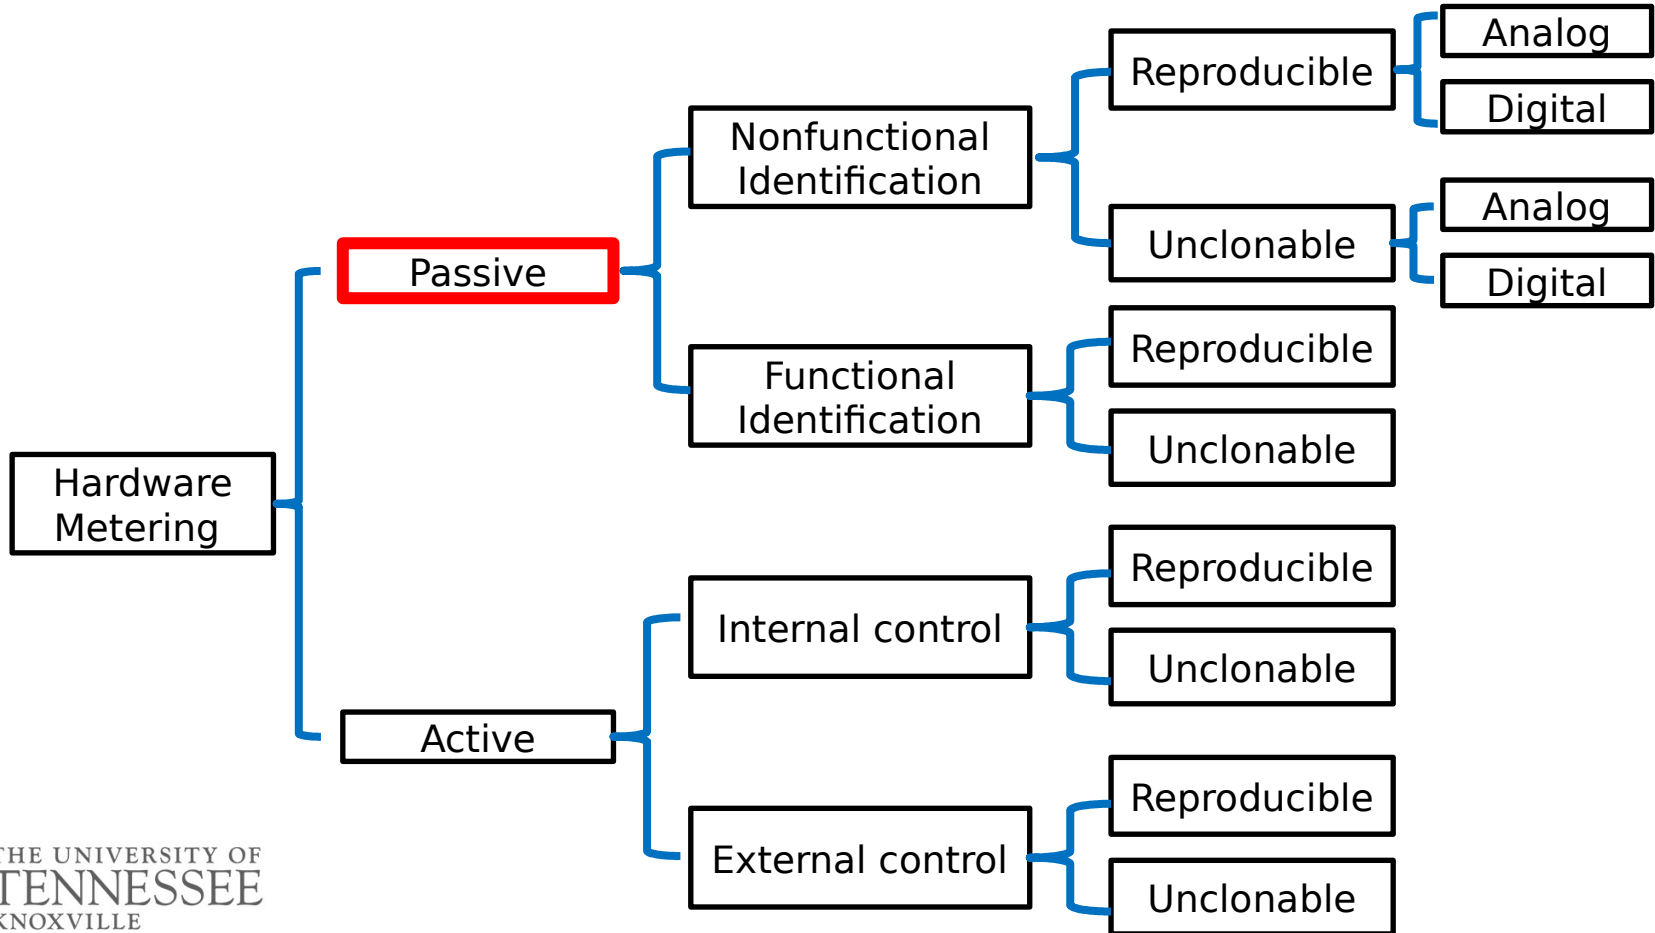 Analog
Reproducible
Digital
Nonfunctional
Identification
Analog
Unclonable
Digital
Passive
Reproducible
Functional
Identification
Unclonable
Hardware
Metering
Reproducible
Internal control
Unclonable
Active
Reproducible
External control
Unclonable
THE UNIVERSITY OF
TENNESSEE
KNOXVILLE